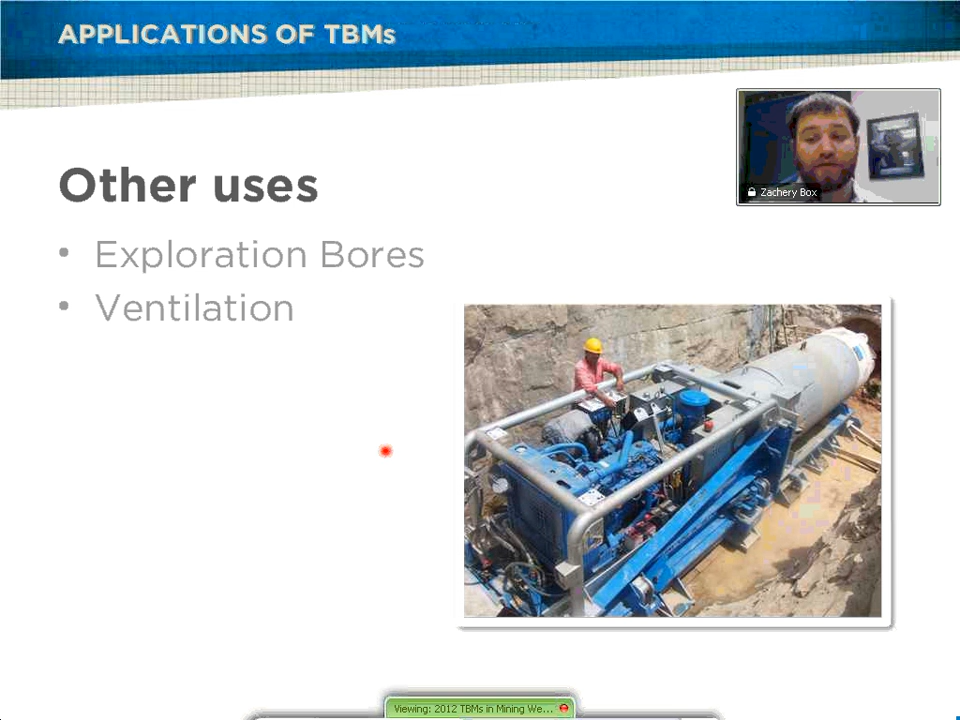 APPLICATIONS OF TBMs
Zachery Box
Other uses
• Exploration Bores
• Ventilation
Viewing: 2012 TBMs in Mining We...